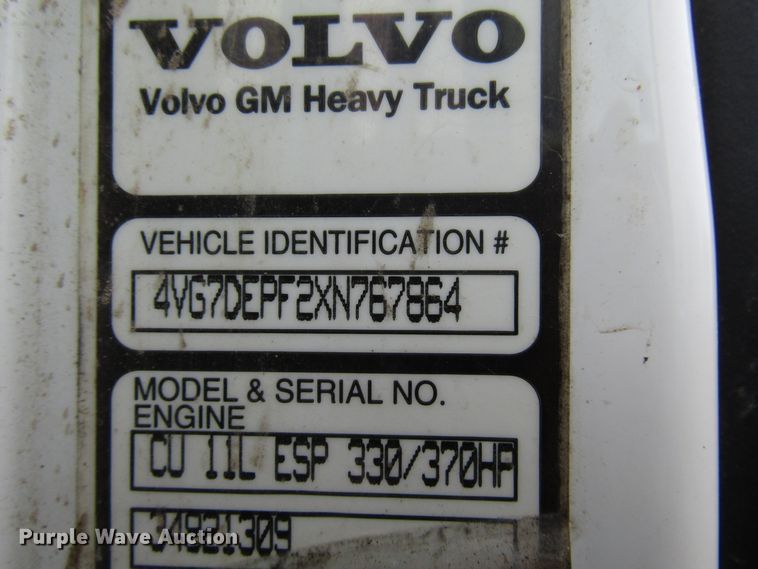 VOLVO
Volvo GM Heavy Truck
VEHICLE IDENTIFICATION #
4VG7DEPF2XN767864
MODEL & SERIAL NO.
ENGINE
CU 11L ESP 330/370HP
34921309
Purple Wave Auction